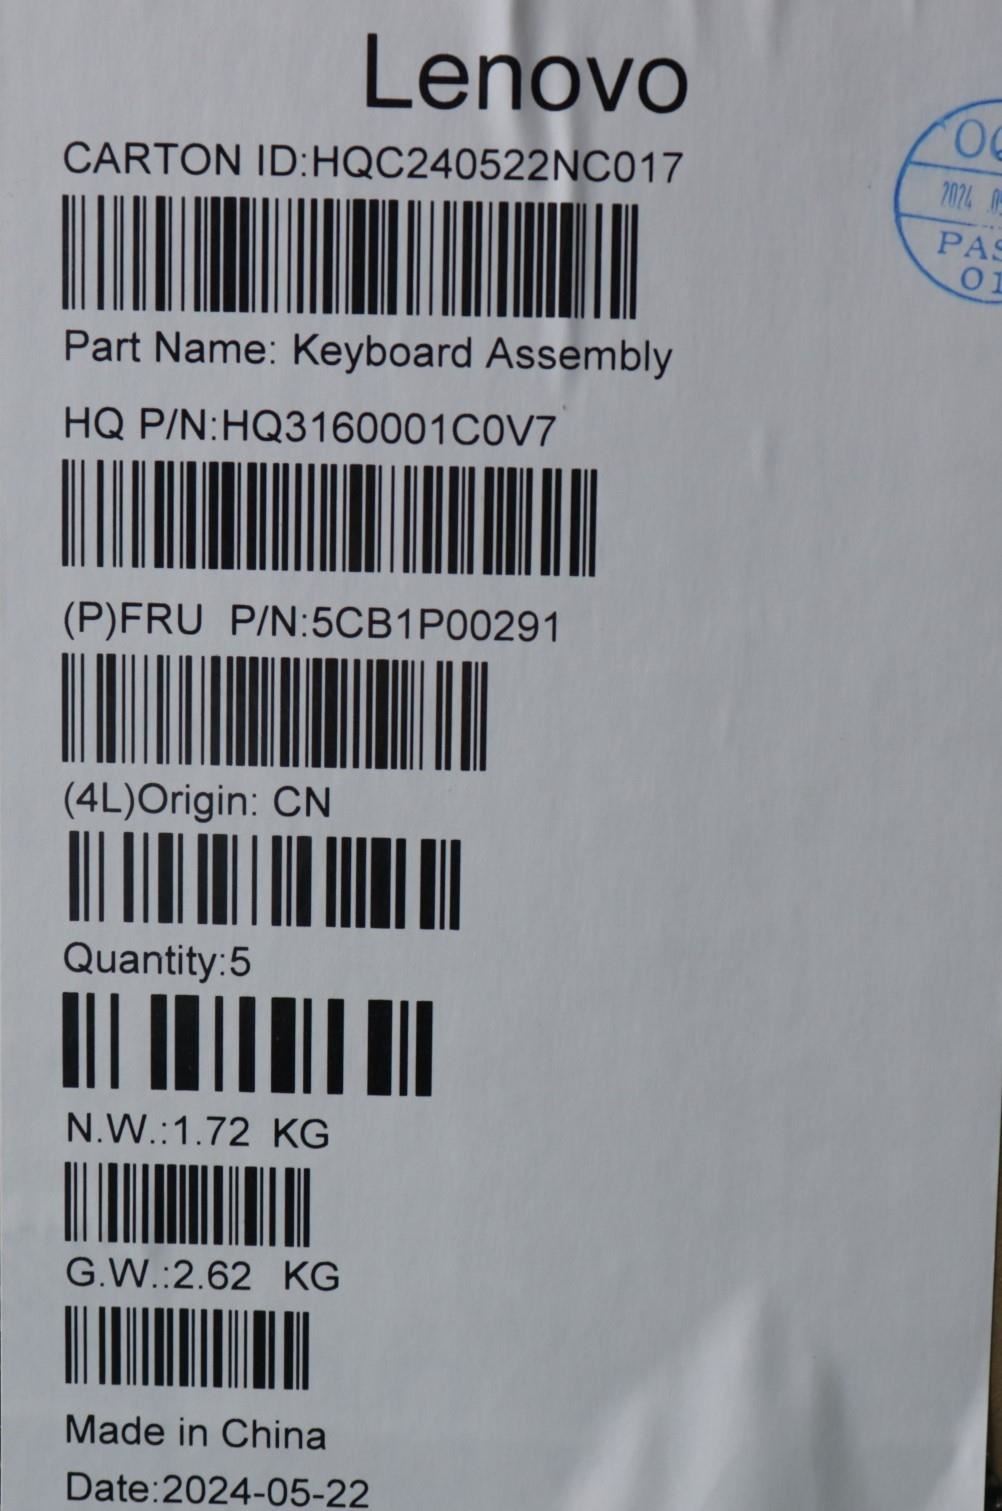 Lenovo
CARTON ID:HQC240522NC017
Part Name: Keyboard Assembly
HQ P/N:HQ3160001C0V7
(P)FRU P/N:5CB1P00291
(4L)Origin: CN
Quantity:5
N.W.:1.72 KG
G.W.:2.62 KG
Made in China
Date:2024-05-22
2024